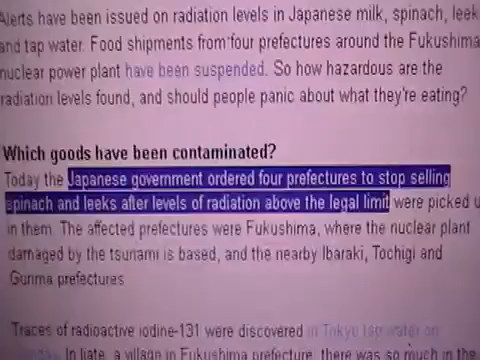 Alerts have been issued on radiation levels in Japanese milk, spinach, leek
and tap water. Food shipments from four prefectures around the Fukushima
nuclear power plant have been suspended. So how hazardous are the
radiation levels found, and should people panic about what they're eating?
Which goods have been contaminated?
Today the Japanese government ordered four prefectures to stop selling
spinach and leeks after levels of radiation above the legal limit were picked u
in them. The affected prefectures were Fukushima, where the nuclear plant
damaged by the tsunami is based, and the nearby Ibaraki, Tochigi and
Gunma prefectures
Traces of radioactive iodine-131 were discovered in Tokyo tap water on
In Iitate, a village in Fukushima prefecture, there was so much in the